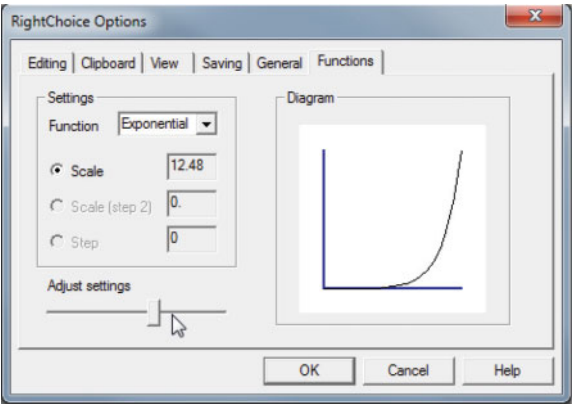 RightChoice Options
Editing Clipboard View Saving General Functions
Settings
Function Exponential
Scale 12.48
Scale (step 2) 0.
Step 0
Adjust settings
Diagram
OK Cancel Help